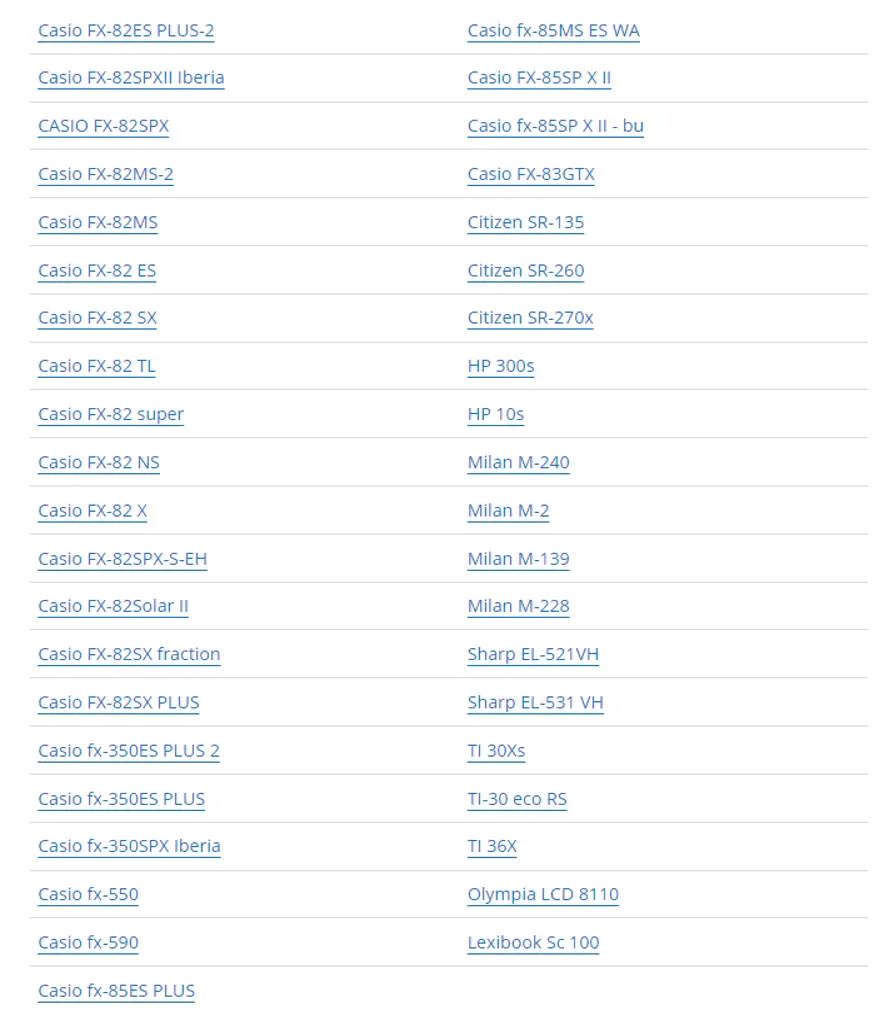 Casio FX-82ES PLUS-2
Casio fx-85MS ES WA
Casio FX-82SPXII Iberia
Casio FX-85SP X II
CASIO FX-82SPX
Casio fx-85SP X II - bu
Casio FX-82MS-2
Casio FX-83GTX
Casio FX-82MS
Citizen SR-135
Casio FX-82 ES
Citizen SR-260
Casio FX-82 SX
Citizen SR-270x
Casio FX-82 TL
HP 300s
Casio FX-82 super
HP 10s
Casio FX-82 NS
Milan M-240
Casio FX-82 X
Milan M-2
Casio FX-82SPX-S-EH
Milan M-139
Casio FX-82Solar II
Milan M-228
Casio FX-82SX fraction
Sharp EL-521VH
Casio FX-82SX PLUS
Sharp EL-531 VH
Casio fx-350ES PLUS 2
TI 30Xs
Casio fx-350ES PLUS
TI-30 eco RS
Casio fx-350SPX Iberia
TI 36X
Casio fx-550
Olympia LCD 8110
Casio fx-590
Lexibook Sc 100
Casio fx-85ES PLUS